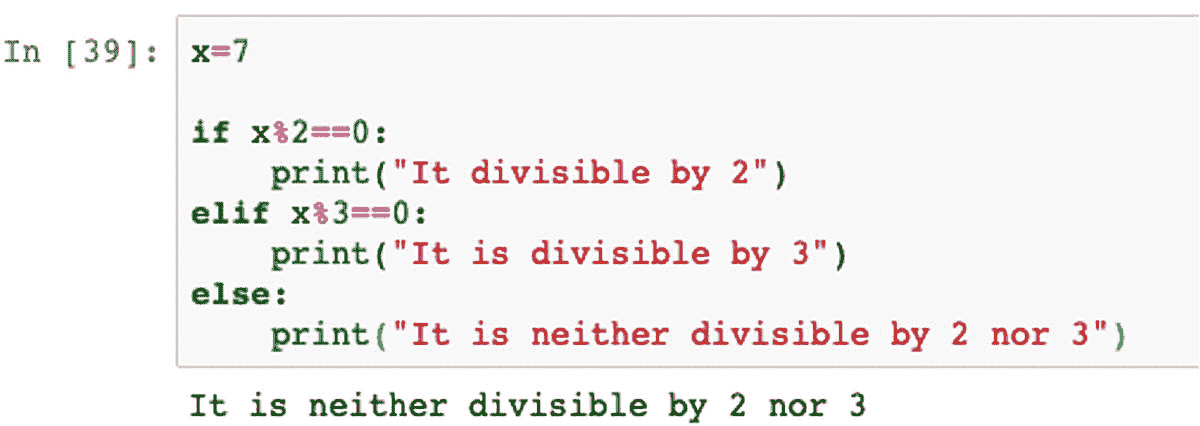 In [39]: x=7
if x%2==0:
    print("It divisible by 2")
elif x%3==0:
    print("It is divisible by 3")
else:
    print("It is neither divisible by 2 nor 3")
It is neither divisible by 2 nor 3